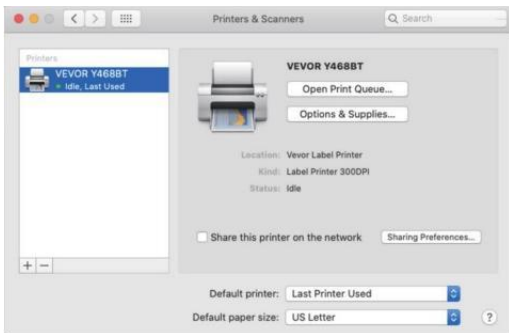 Printers & Scanners
Search
Printers
VEVOR Y468BT
Idle, Last Used
VEVOR Y468BT
Open Print Queue...
Options & Supplies...
Location: Vevor Label Printer
Kind: Label Printer 300DPI
Status: Idle
Share this printer on the network
Sharing Preferences...
+ −
Default printer: Last Printer Used
Default paper size: US Letter
?